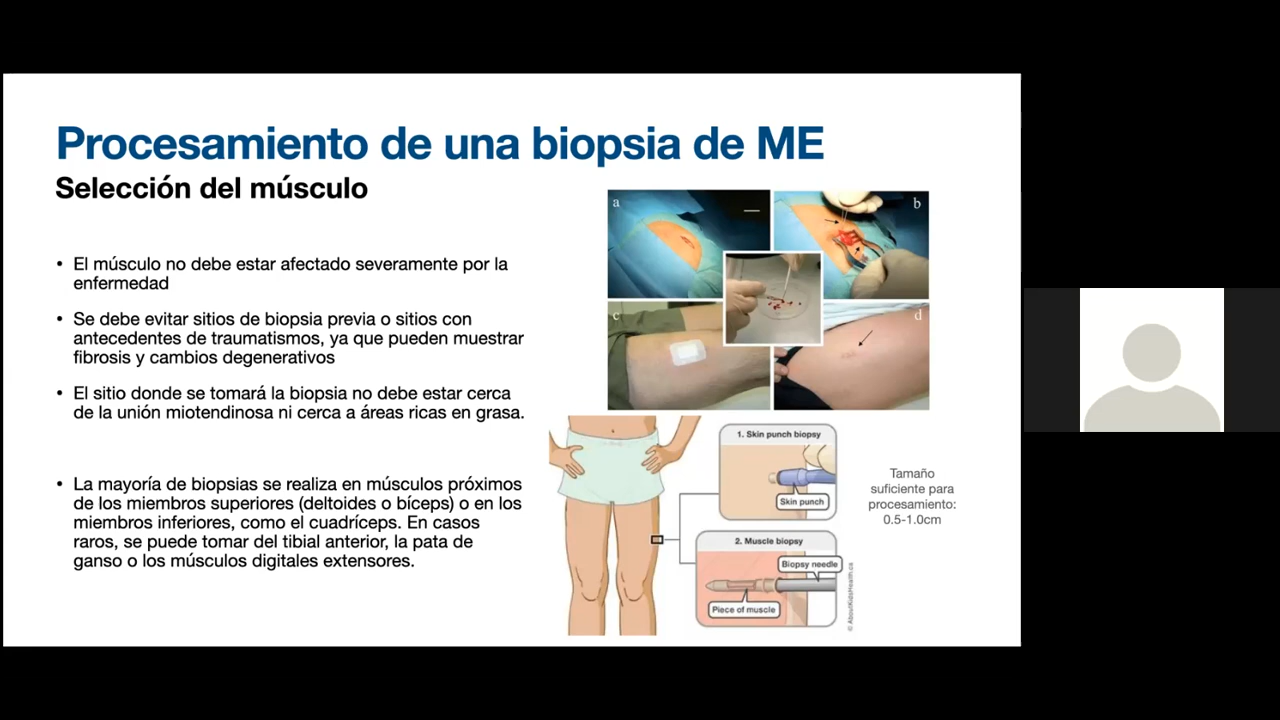 Procesamiento de una biopsia de ME
Selección del músculo
• El músculo no debe estar afectado severamente por la
enfermedad
• Se debe evitar sitios de biopsia previa o sitios con
antecedentes de traumatismos, ya que pueden muestrar
fibrosis y cambios degenerativos
• El sitio donde se tomará la biopsia no debe estar cerca
de la unión miotendinosa ni cerca a áreas ricas en grasa.
• La mayoría de biopsias se realiza en músculos próximos
de los miembros superiores (deltoides o bíceps) o en los
miembros inferiores, como el cuadríceps. En casos
raros, se puede tomar del tibial anterior, la pata de
ganso o los músculos digitales extensores.
a
b
c
d
1. Skin punch biopsy
Skin punch
2. Muscle biopsy
Biopsy needle
Piece of muscle
© AboutKidsHealth.ca
Tamaño
suficiente para
procesamiento:
0.5-1.0cm